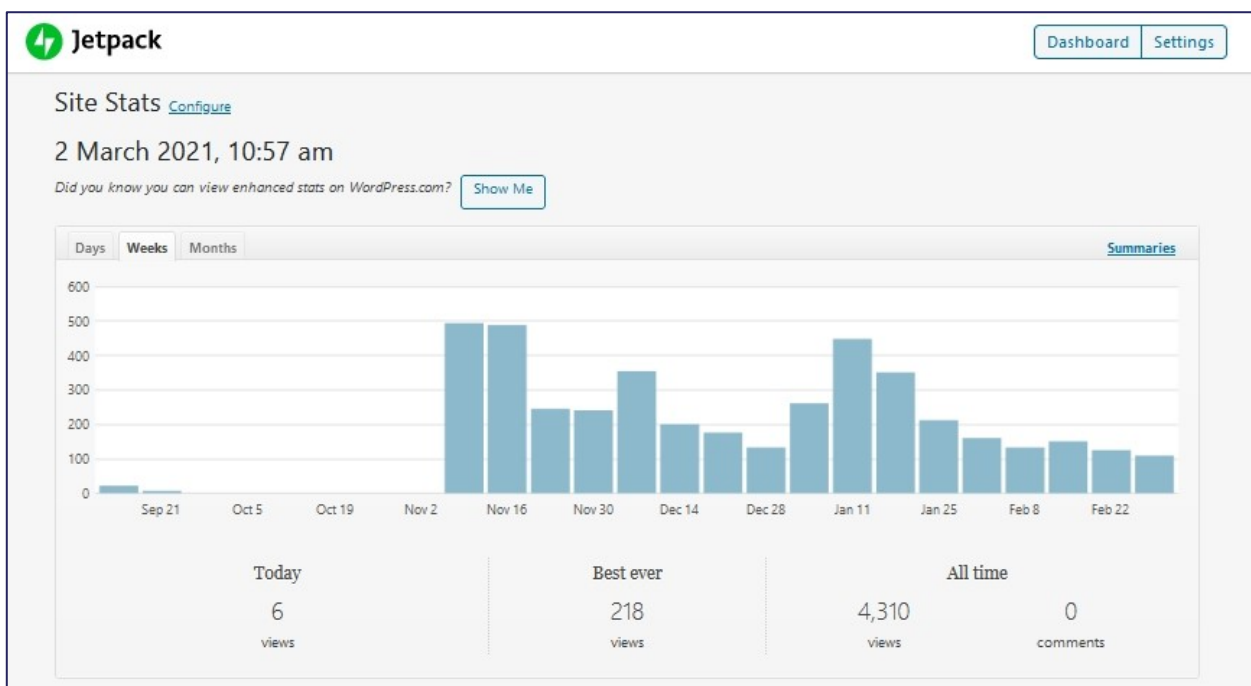 Jetpack
Dashboard Settings
Site Stats Configure
2 March 2021, 10:57 am
Did you know you can view enhanced stats on WordPress.com? Show Me
Days Weeks Months Summaries
600
500
400
300
200
100
0
Sep 21 Oct 5 Oct 19 Nov 2 Nov 16 Nov 30 Dec 14 Dec 28 Jan 11 Jan 25 Feb 8 Feb 22
Today Best ever All time
6 218 4,310 0
views views views comments